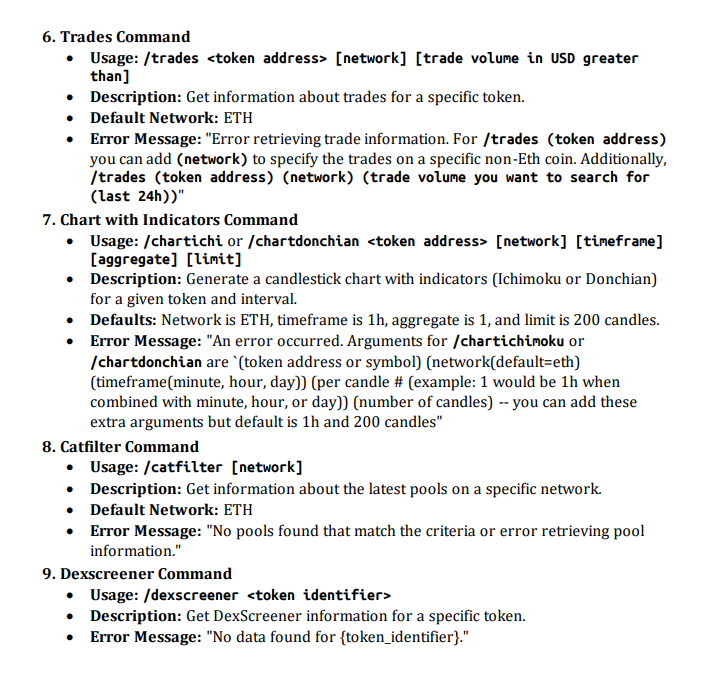 6. Trades Command
• Usage: /trades <token address> [network] [trade volume in USD greater
than]
• Description: Get information about trades for a specific token.
• Default Network: ETH
• Error Message: "Error retrieving trade information. For /trades (token address)
you can add (network) to specify the trades on a specific non-Eth coin. Additionally,
/trades (token address) (network) (trade volume you want to search for
(last 24h))"
7. Chart with Indicators Command
• Usage: /chartichi or /chartdonchian <token address> [network] [timeframe]
[aggregate] [limit]
• Description: Generate a candlestick chart with indicators (Ichimoku or Donchian)
for a given token and interval.
• Defaults: Network is ETH, timeframe is 1h, aggregate is 1, and limit is 200 candles.
• Error Message: "An error occurred. Arguments for /chartichimoku or
/chartdonchian are `(token address or symbol) (network(default=eth)
(timeframe(minute, hour, day)) (per candle # (example: 1 would be 1h when
combined with minute, hour, or day)) (number of candles) -- you can add these
extra arguments but default is 1h and 200 candles"
8. Catfilter Command
• Usage: /catfilter [network]
• Description: Get information about the latest pools on a specific network.
• Default Network: ETH
• Error Message: "No pools found that match the criteria or error retrieving pool
information."
9. Dexscreener Command
• Usage: /dexscreener <token identifier>
• Description: Get DexScreener information for a specific token.
• Error Message: "No data found for {token_identifier}."